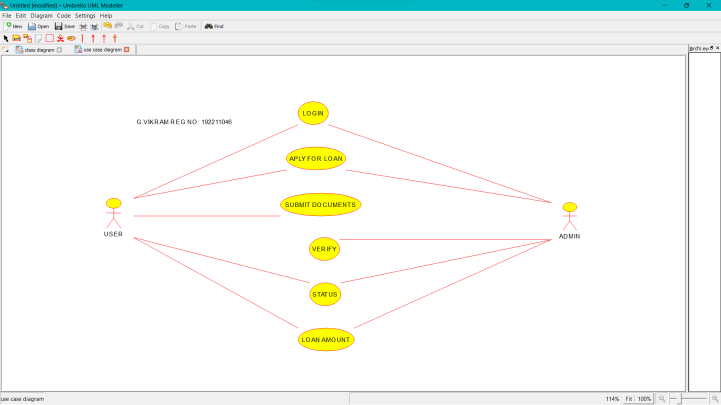 Untitled [modified] – Umbrello UML Modeller
File Edit Diagram Code Settings Help
New Open Save Cut Copy Paste Find
class diagram use case diagram
Bird's eye
G.VIKRAM REG NO : 192211046
LOGIN
APLY FOR LOAN
SUBMIT DOCUMENTS
USER
ADMIN
VERIFY
STATUS
LOAN AMOUNT
use case diagram 114% Fit 100%